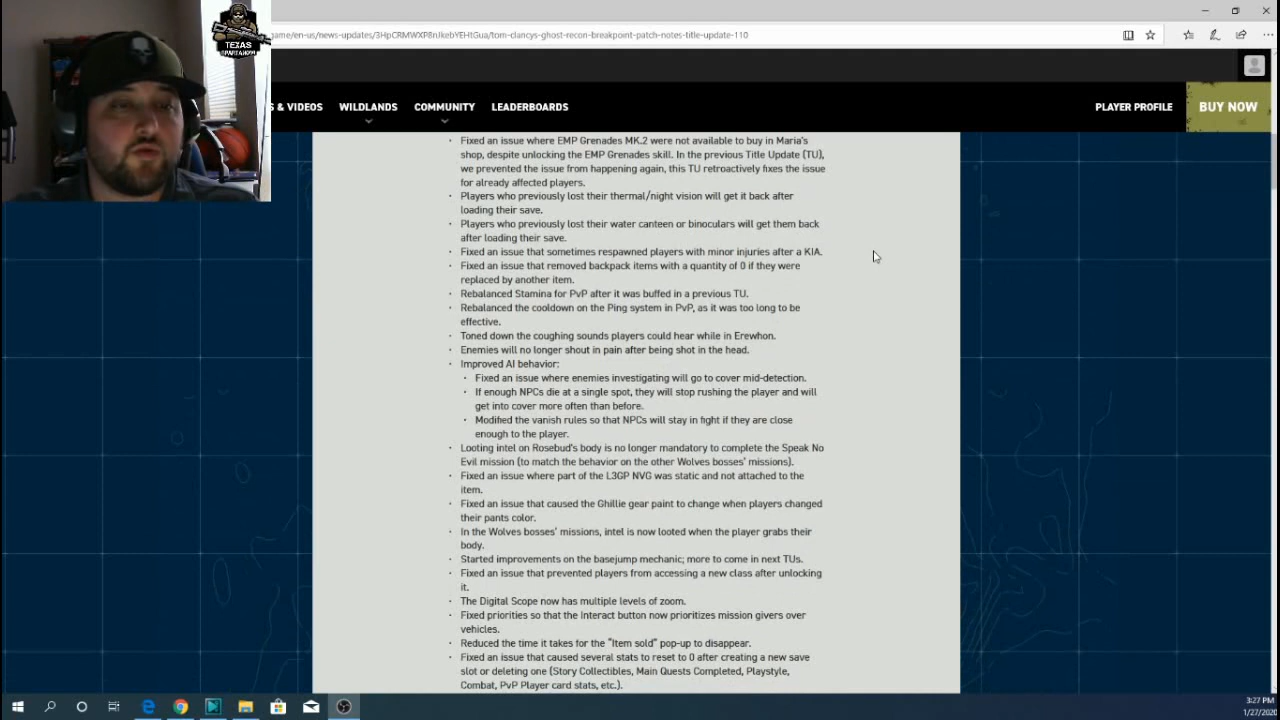 TEXAS
game/en-us/news-updates/3HpCRMWXP8nJkebYEHtGua/tom-clancys-ghost-recon-breakpoint-patch-notes-title-update-110
S & VIDEOS WILDLANDS COMMUNITY LEADERBOARDS PLAYER PROFILE BUY NOW
· Fixed an issue where EMP Grenades MK.2 were not available to buy in Maria's
shop, despite unlocking the EMP Grenades skill. In the previous Title Update (TU),
we prevented the issue from happening again, this TU retroactively fixes the issue
for already affected players.
· Players who previously lost their thermal/night vision will get it back after
loading their save.
· Players who previously lost their water canteen or binoculars will get them back
after loading their save.
· Fixed an issue that sometimes respawned players with minor injuries after a KIA.
· Fixed an issue that removed backpack items with a quantity of 0 if they were
replaced by another item.
· Rebalanced Stamina for PvP after it was buffed in a previous TU.
· Rebalanced the cooldown on the Ping system in PvP, as it was too long to be
effective.
· Toned down the coughing sounds players could hear while in Erewhon.
· Enemies will no longer shout in pain after being shot in the head.
· Improved AI behavior:
· Fixed an issue where enemies investigating will go to cover mid-detection.
· If enough NPCs die at a single spot, they will stop rushing the player and will
get into cover more often than before.
· Modified the vanish rules so that NPCs will stay in fight if they are close
enough to the player.
· Looting intel on Rosebud's body is no longer mandatory to complete the Speak No
Evil mission (to match the behavior on the other Wolves bosses' missions).
· Fixed an issue where part of the L3GP NVG was static and not attached to the
item.
· Fixed an issue that caused the Ghillie gear paint to change when players changed
their pants color.
· In the Wolves bosses' missions, intel is now looted when the player grabs their
body.
· Started improvements on the basejump mechanic; more to come in next TUs.
· Fixed an issue that prevented players from accessing a new class after unlocking
it.
· The Digital Scope now has multiple levels of zoom.
· Fixed priorities so that the Interact button now prioritizes mission givers over
vehicles.
· Reduced the time it takes for the "Item sold" pop-up to disappear.
· Fixed an issue that caused several stats to reset to 0 after creating a new save
slot or deleting one (Story Collectibles, Main Quests Completed, Playstyle,
Combat, PvP Player card stats, etc.).
3:27 PM
1/27/2020